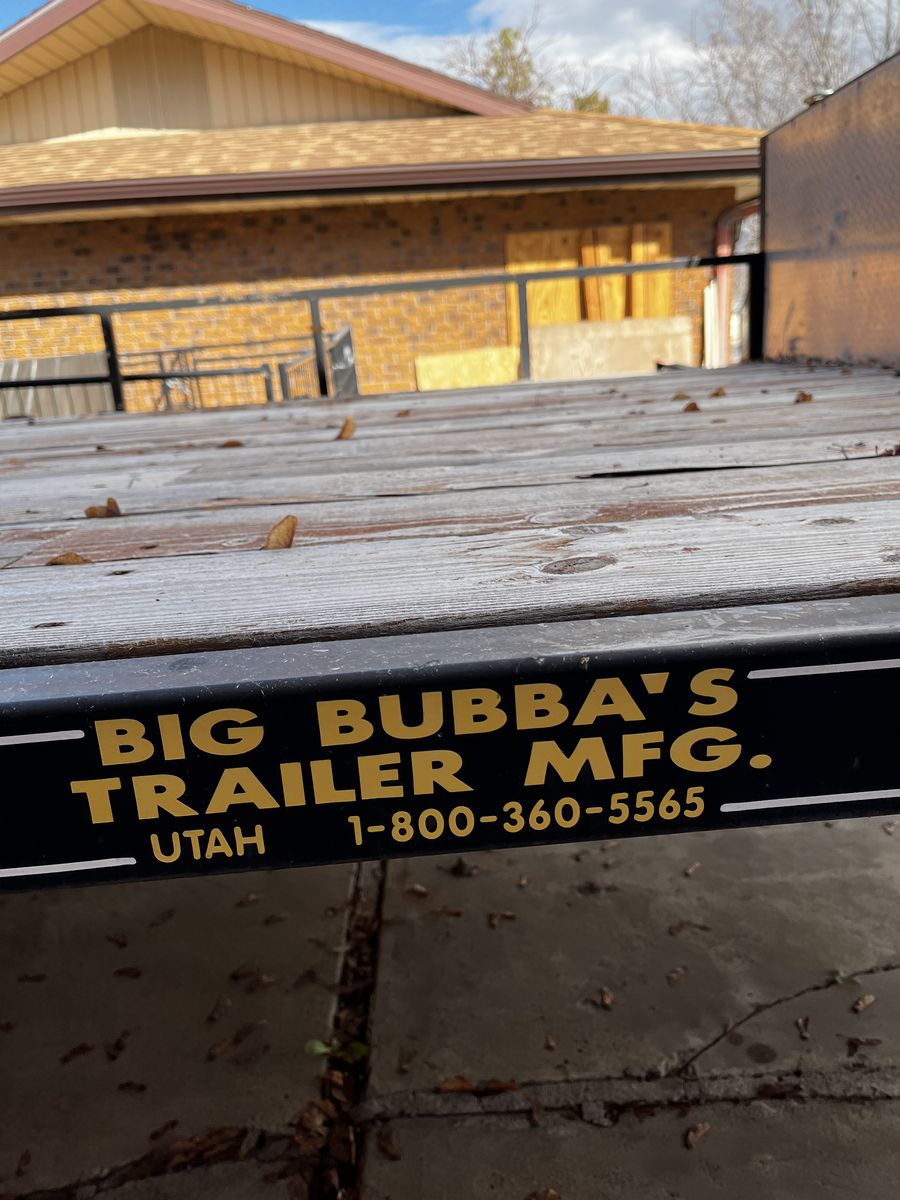 BIG BUBBA'S
TRAILER MFG.
UTAH 1-800-360-5565